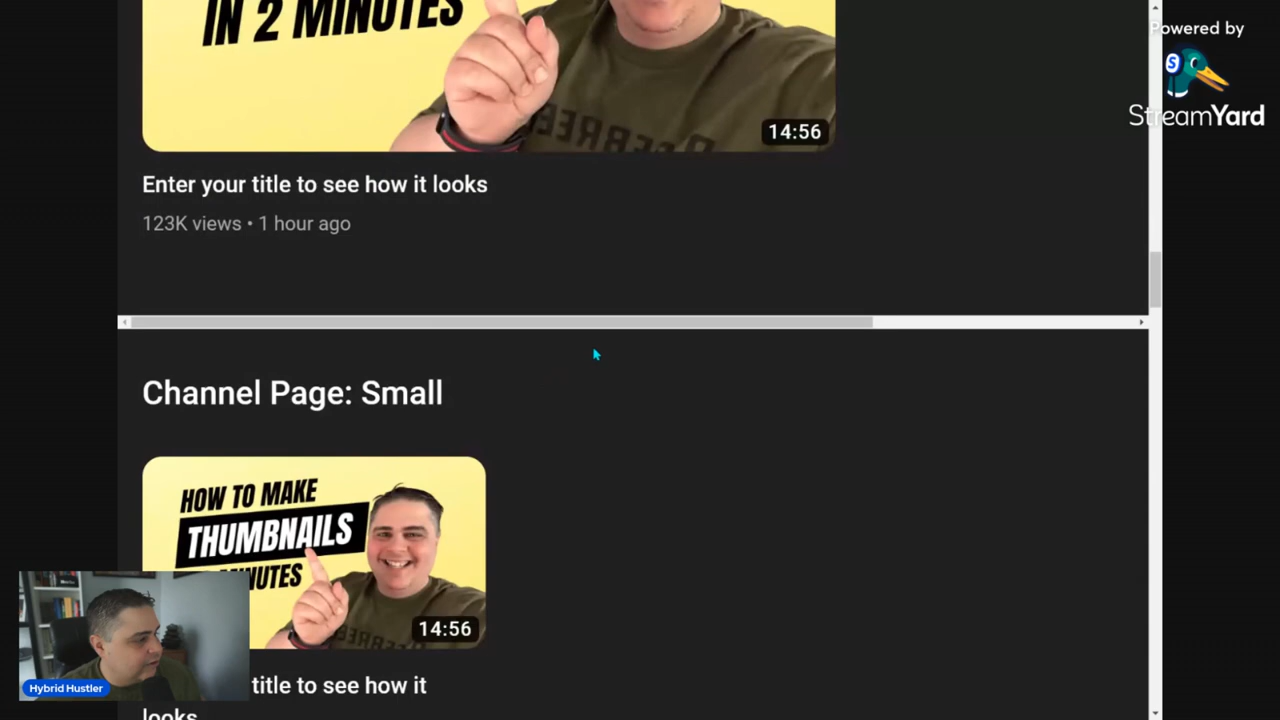 IN 2 MINUTES
Powered by
StreamYard
14:56
Enter your title to see how it looks
123K views • 1 hour ago
Channel Page: Small
HOW TO MAKE
THUMBNAILS
MINUTES
14:56
Hybrid Hustler
title to see how it
looks